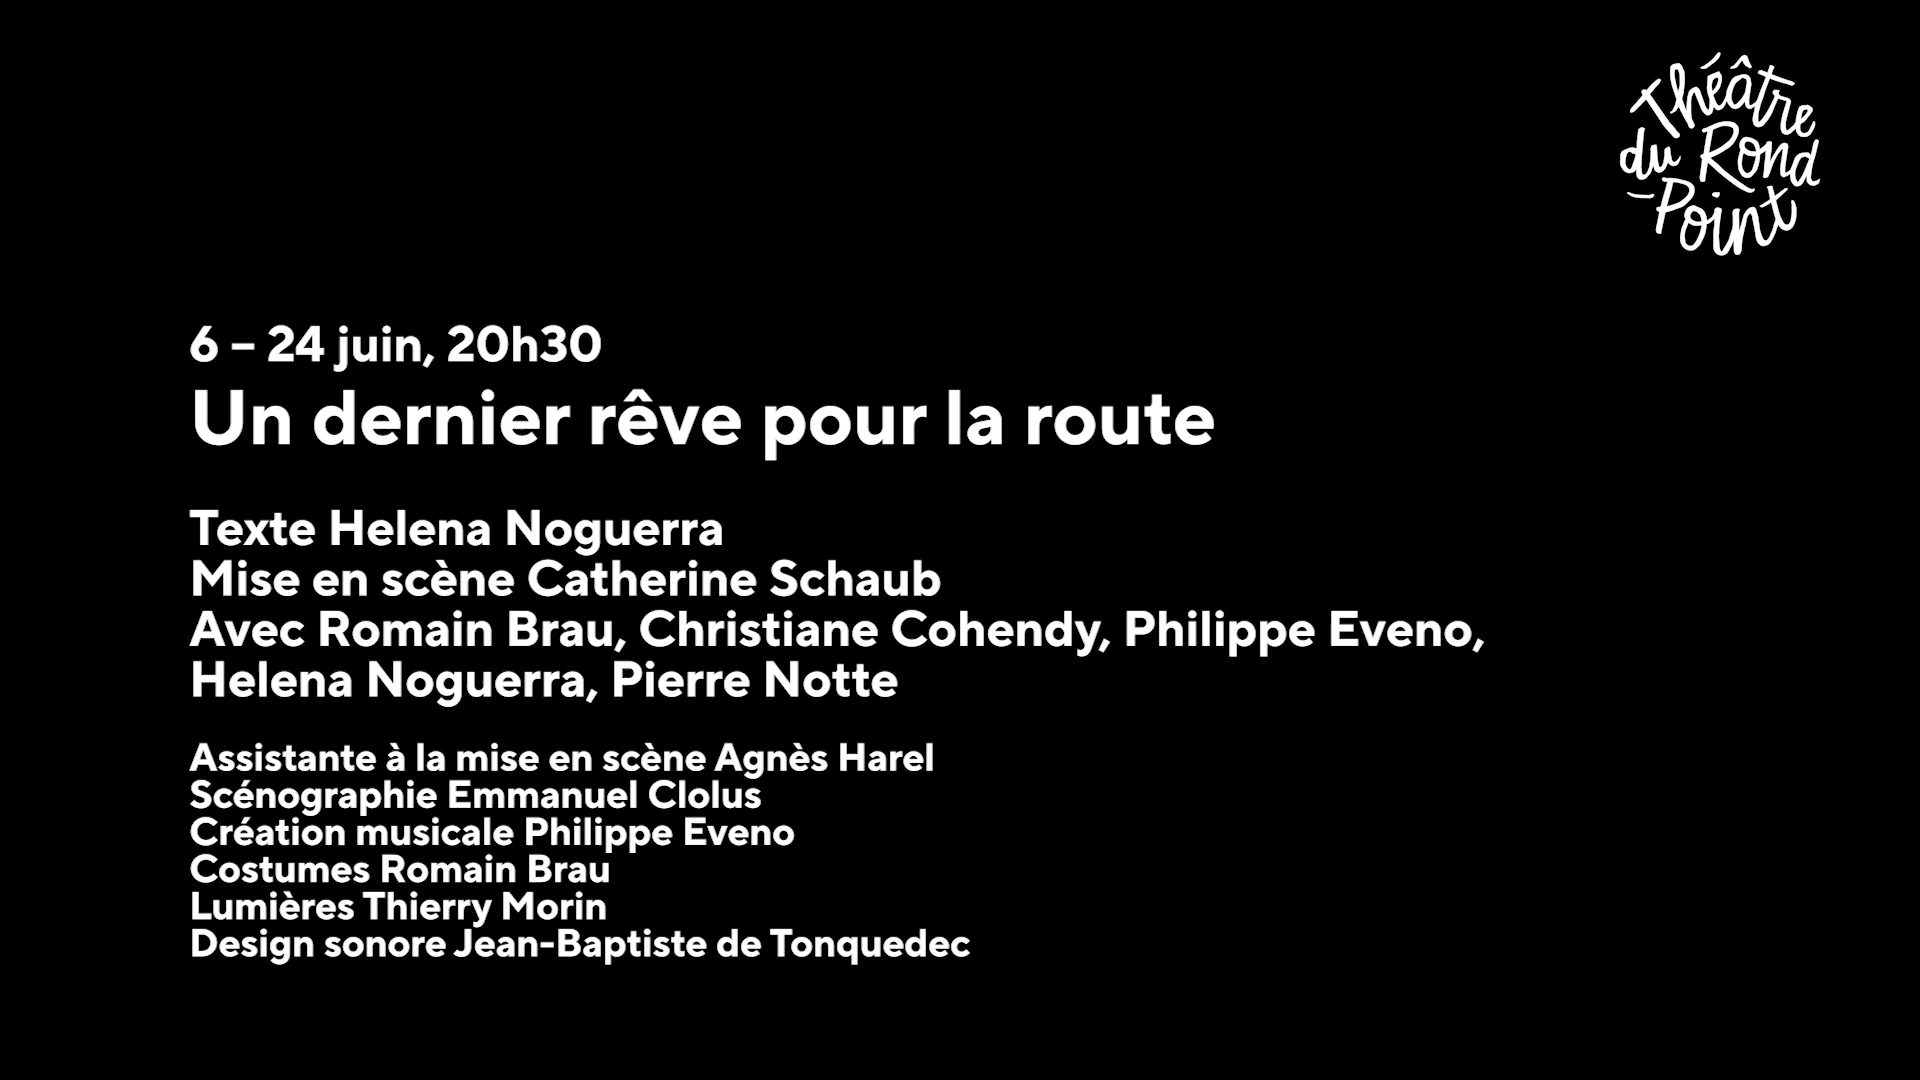 Théâtre
du Rond
-Point
6 – 24 juin, 20h30
Un dernier rêve pour la route
Texte Helena Noguerra
Mise en scène Catherine Schaub
Avec Romain Brau, Christiane Cohendy, Philippe Eveno,
Helena Noguerra, Pierre Notte
Assistante à la mise en scène Agnès Harel
Scénographie Emmanuel Clolus
Création musicale Philippe Eveno
Costumes Romain Brau
Lumières Thierry Morin
Design sonore Jean-Baptiste de Tonquedec